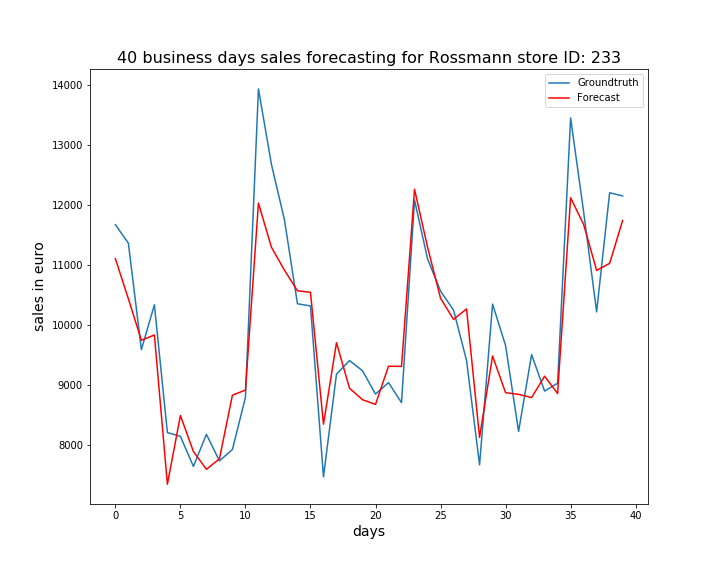 40 business days sales forecasting for Rossmann store ID: 233
Groundtruth
Forecast
14000
13000
12000
11000
10000
9000
8000
sales in euro
0 5 10 15 20 25 30 35 40
days